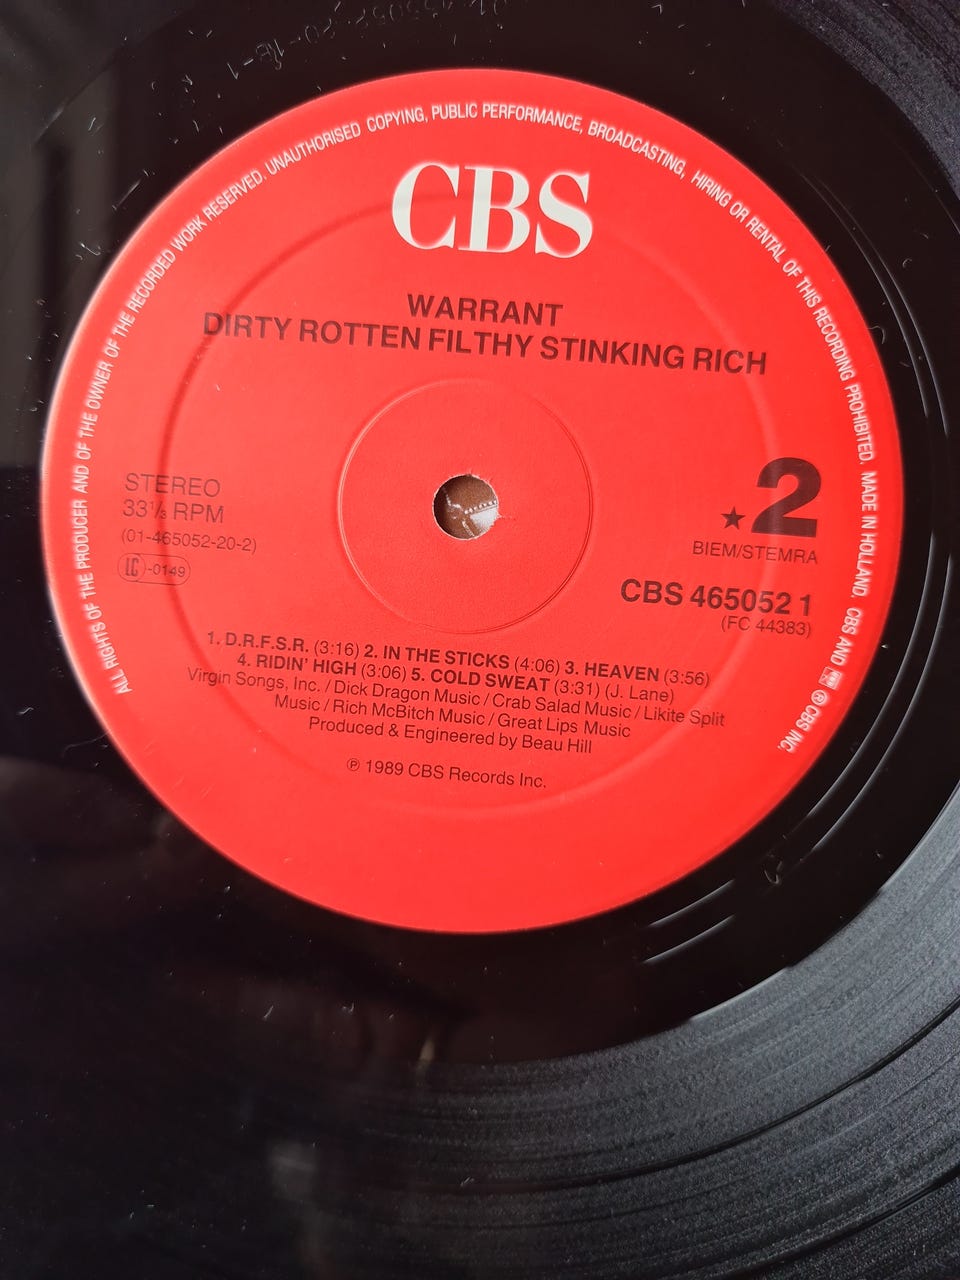 ALL RIGHTS OF THE PRODUCER AND OF THE OWNER OF THE RECORDED WORK RESERVED. UNAUTHORISED COPYING, PUBLIC PERFORMANCE, BROADCASTING, HIRING OR RENTAL OF THIS RECORDING PROHIBITED. MADE IN HOLLAND. CBS AND ® CBS INC.
CBS
WARRANT
DIRTY ROTTEN FILTHY STINKING RICH
STEREO
33⅓ RPM
(01-465052-20-2)
LC-0149
★2
BIEM/STEMRA
CBS 465052 1
(FC 44383)
1. D.R.F.S.R. (3:16) 2. IN THE STICKS (4:06) 3. HEAVEN (3:56)
4. RIDIN' HIGH (3:06) 5. COLD SWEAT (3:31) (J. Lane)
Virgin Songs, Inc. / Dick Dragon Music / Crab Salad Music / Likite Split
Music / Rich McBitch Music / Great Lips Music
Produced & Engineered by Beau Hill
℗ 1989 CBS Records Inc.